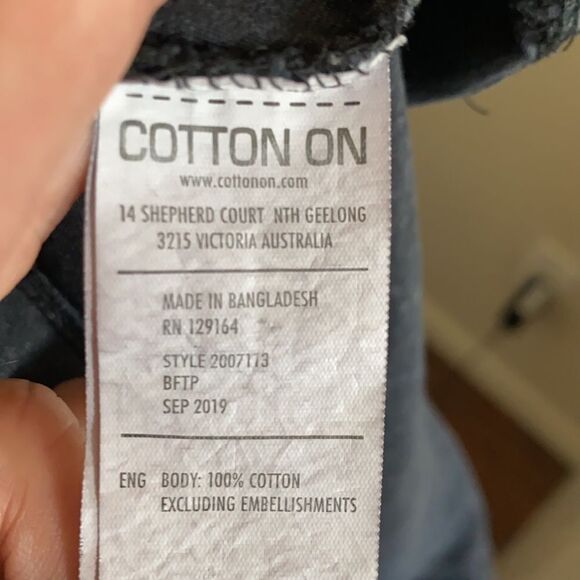 COTTON ON
www.cottonon.com
14 SHEPHERD COURT NTH GEELONG
3215 VICTORIA AUSTRALIA
MADE IN BANGLADESH
RN 129164
STYLE 2007113
BFTP
SEP 2019
ENG BODY: 100% COTTON
EXCLUDING EMBELLISHMENTS